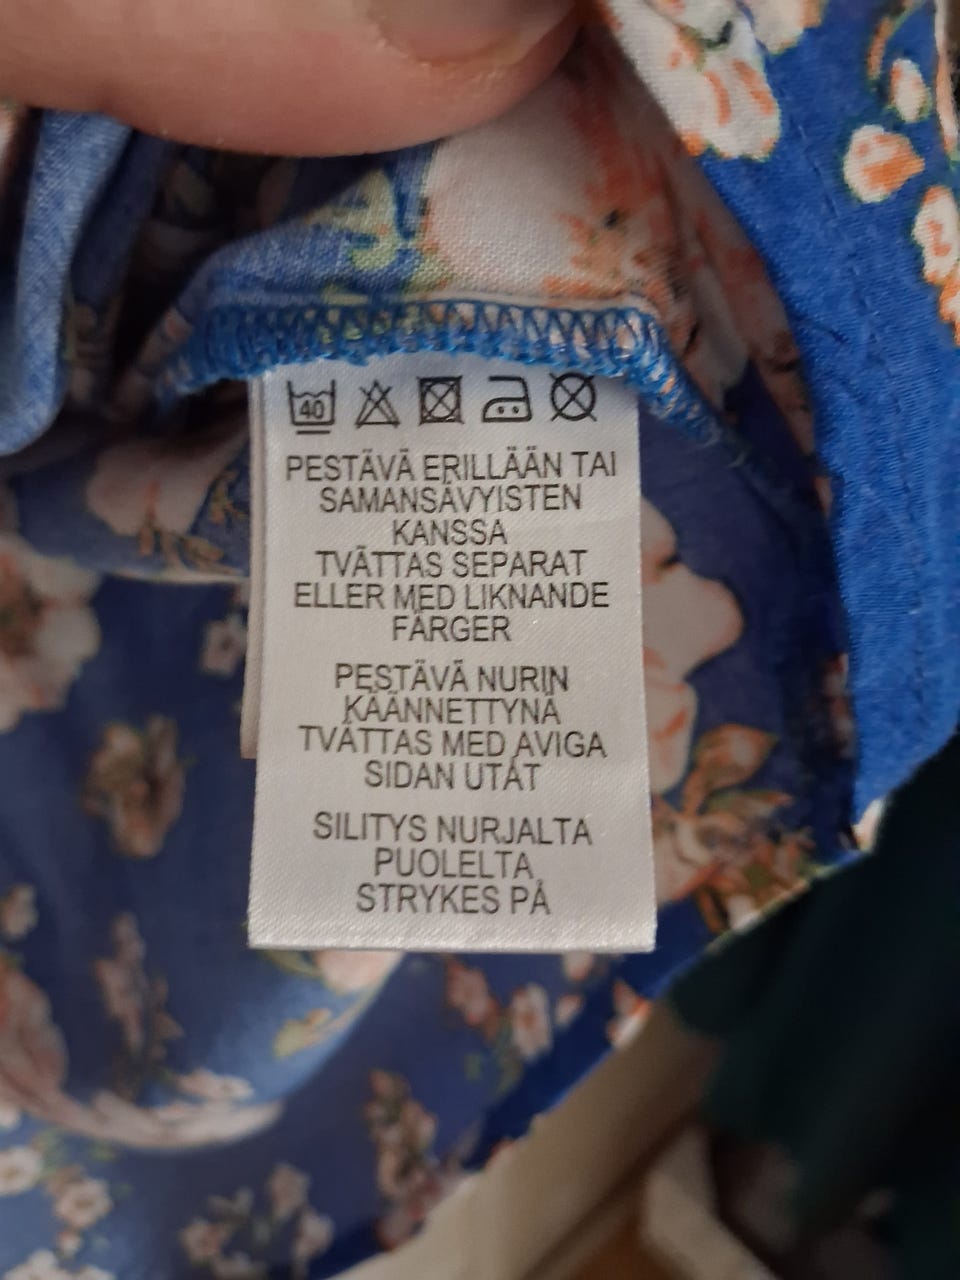 40
PESTÄVÄ ERILLÄÄN TAI
SAMANSÄVYISTEN
KANSSA
TVÄTTAS SEPARAT
ELLER MED LIKNANDE
FÄRGER
PESTÄVÄ NURIN
KÄÄNNETTYNÄ
TVÄTTAS MED AVIGA
SIDAN UTÅT
SILITYS NURJALTA
PUOLELTA
STRYKES PÅ